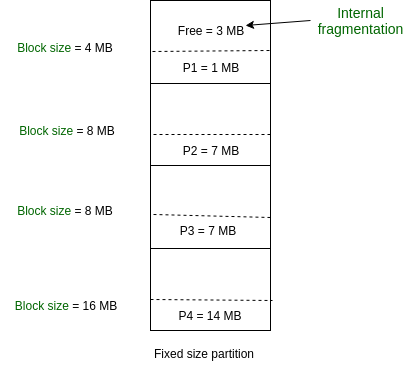 Internal
fragmentation
Free = 3 MB
Block size = 4 MB
P1 = 1 MB
Block size = 8 MB
P2 = 7 MB
Block size = 8 MB
P3 = 7 MB
Block size = 16 MB
P4 = 14 MB
Fixed size partition